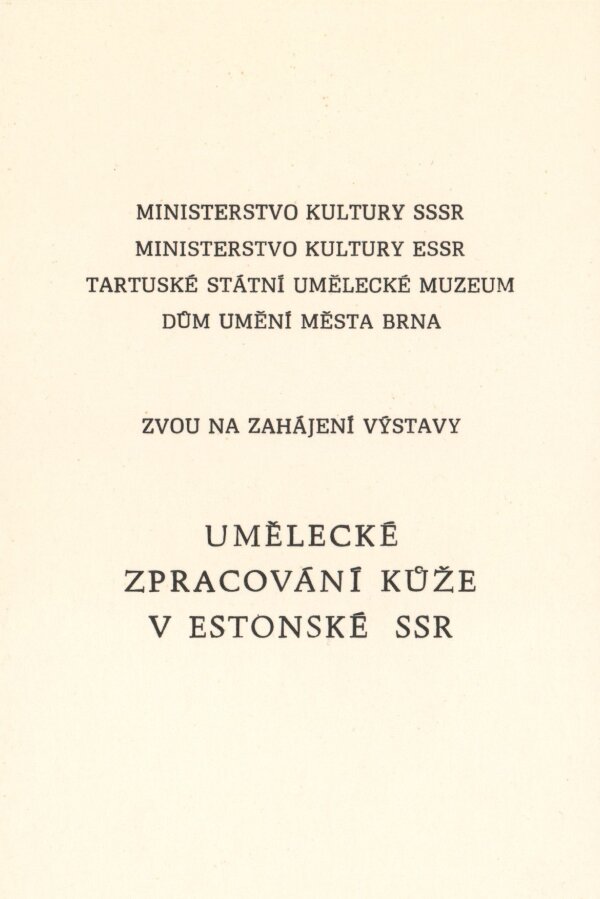 MINISTERSTVO KULTURY SSSR
MINISTERSTVO KULTURY ESSR
TARTUSKÉ STÁTNÍ UMĚLECKÉ MUZEUM
DŮM UMĚNÍ MĚSTA BRNA
ZVOU NA ZAHÁJENÍ VÝSTAVY
UMĚLECKÉ
ZPRACOVÁNÍ KŮŽE
V ESTONSKÉ SSR